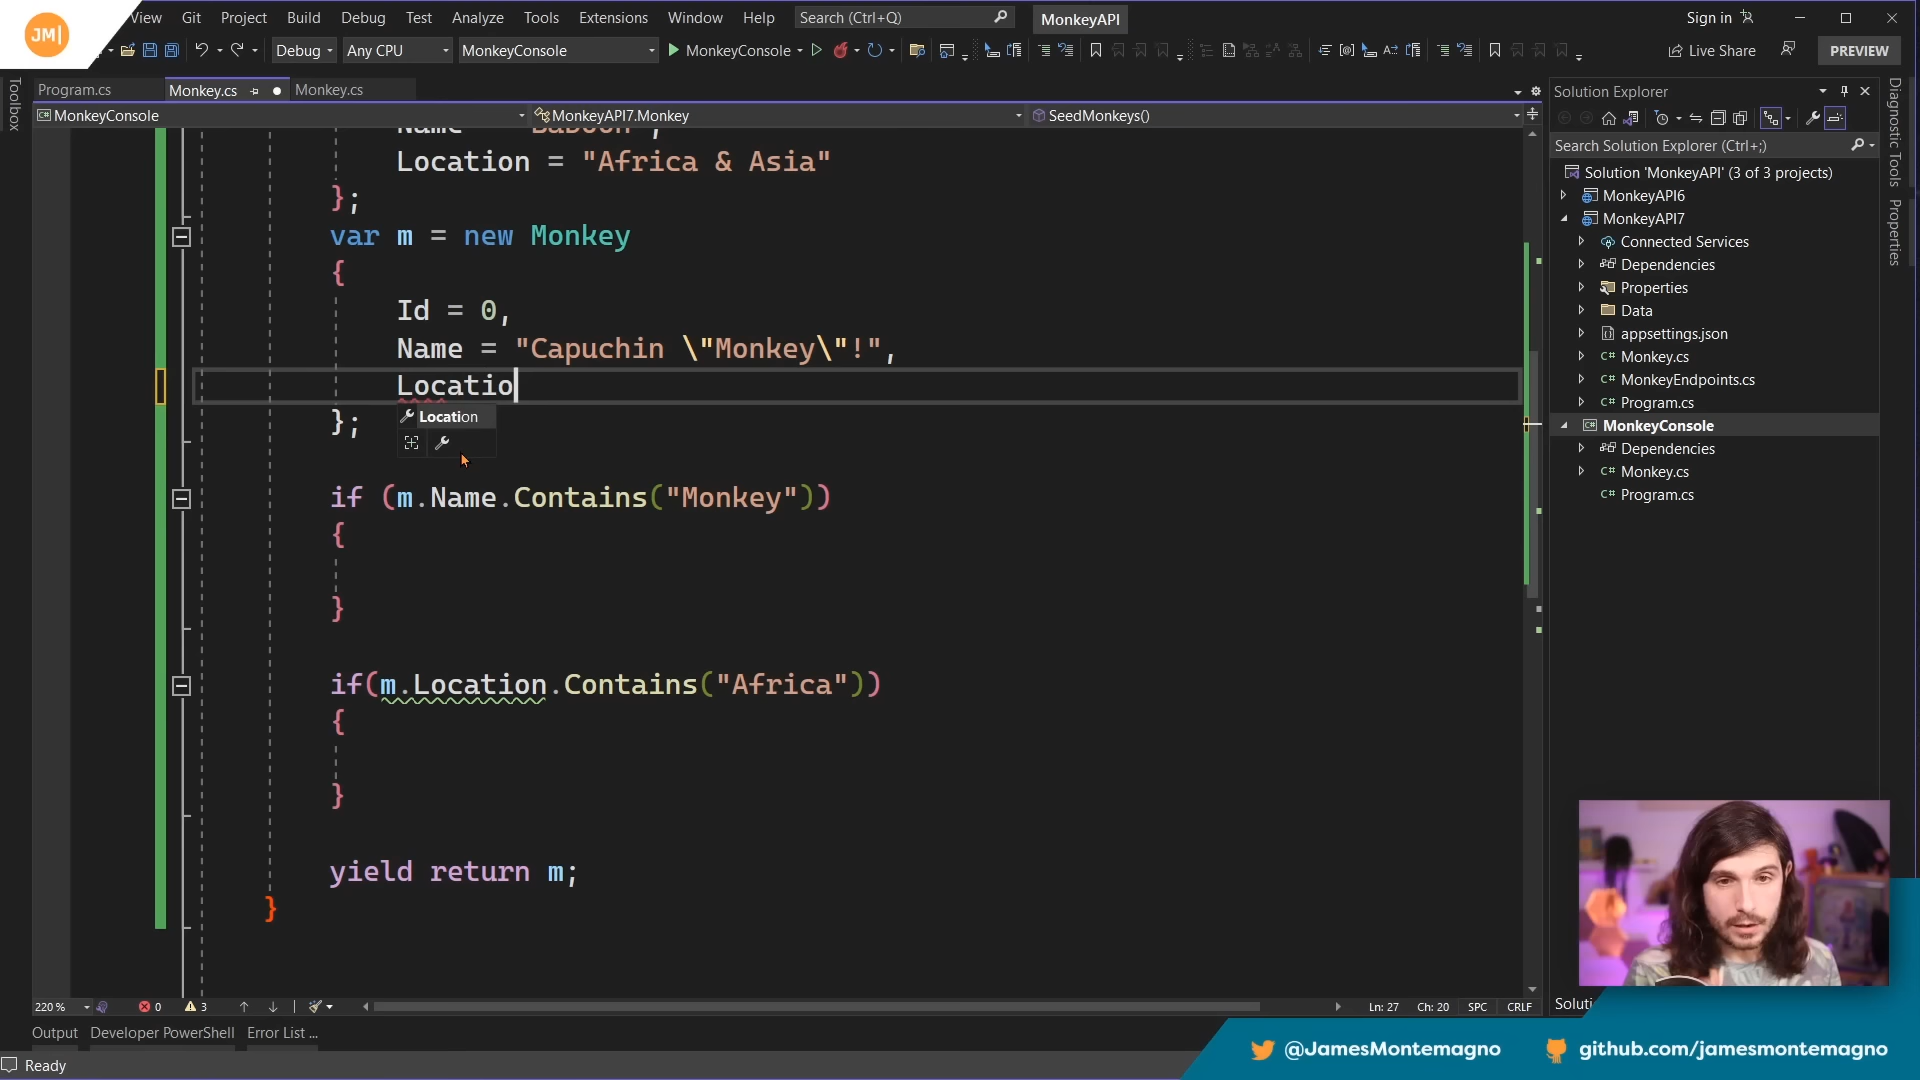 JM|
View Git Project Build Debug Test Analyze Tools Extensions Window Help Search (Ctrl+Q) MonkeyAPI Sign in
Debug Any CPU MonkeyConsole MonkeyConsole Live Share PREVIEW
Toolbox
Program.cs Monkey.cs Monkey.cs
MonkeyConsole MonkeyAPI7.Monkey SeedMonkeys()
Location = "Africa & Asia"
};
var m = new Monkey
{
Id = 0,
Name = "Capuchin \"Monkey\"!",
Locatio
Location
};
if (m.Name.Contains("Monkey"))
{
}
if(m.Location.Contains("Africa"))
{
}
yield return m;
}
220 % 0 3 Ln: 27 Ch: 20 SPC CRLF
Output Developer PowerShell Error List ...
Ready
Solution Explorer
Search Solution Explorer (Ctrl+;)
Solution 'MonkeyAPI' (3 of 3 projects)
MonkeyAPI6
MonkeyAPI7
Connected Services
Dependencies
Properties
Data
appsettings.json
Monkey.cs
MonkeyEndpoints.cs
Program.cs
MonkeyConsole
Dependencies
Monkey.cs
Program.cs
Diagnostic Tools
Properties
@JamesMontemagno github.com/jamesmontemagno